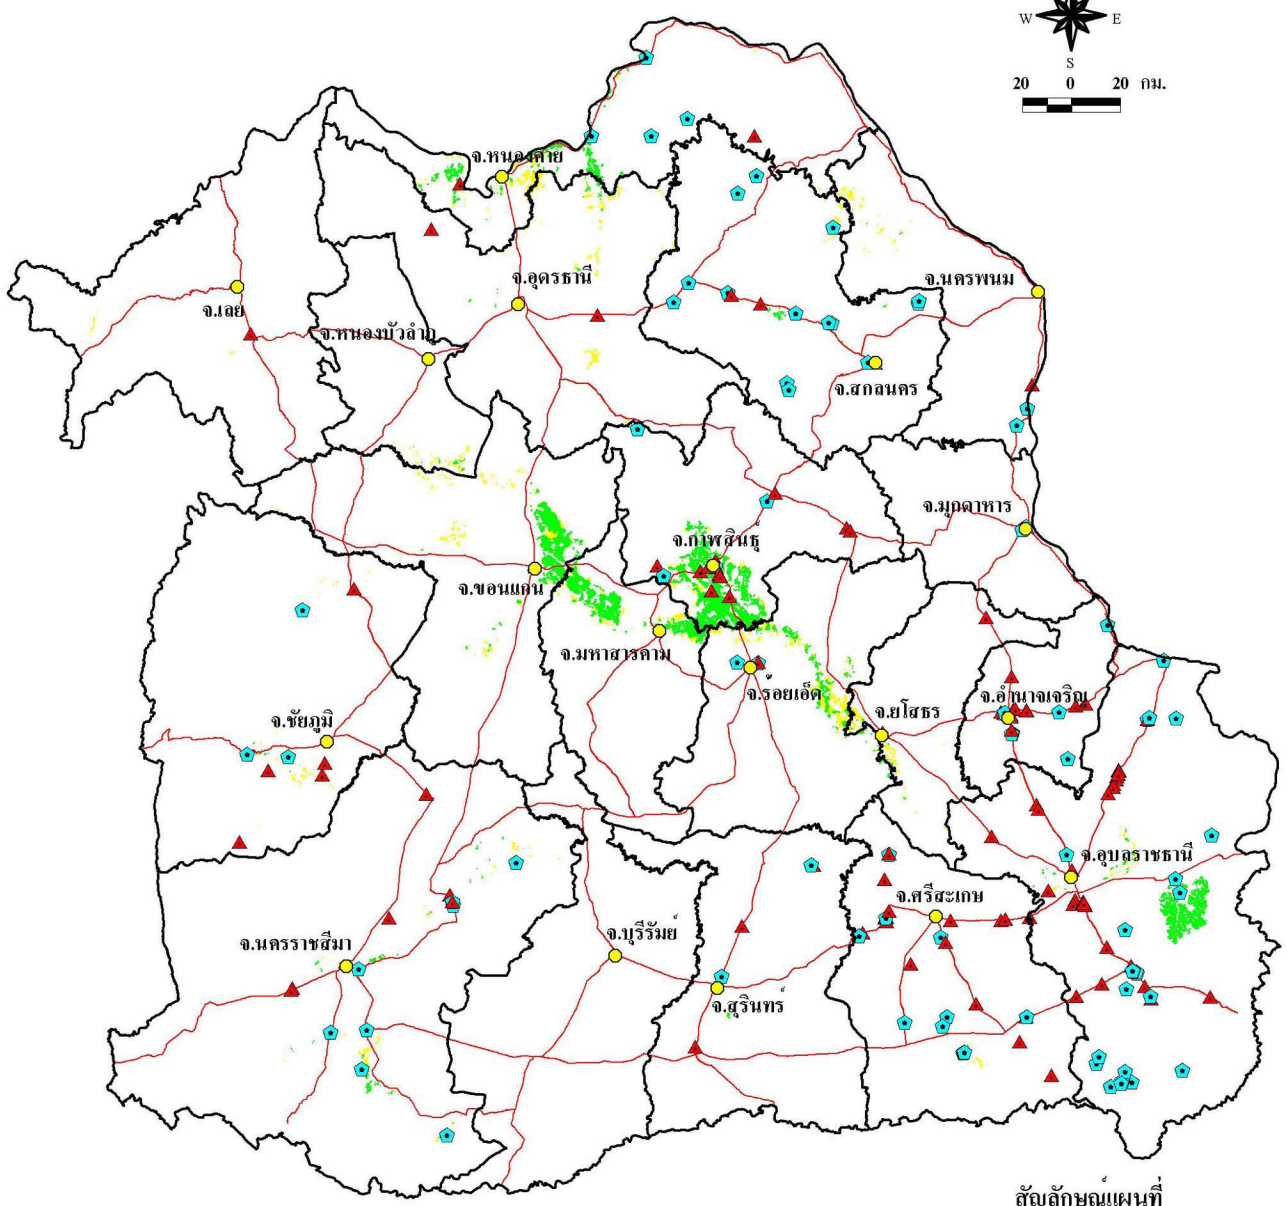 W E
S
20 0 20 กม.
จ.หนองคาย
จ.อุดรธานี
จ.นครพนม
จ.เลย
จ.หนองบัวลำภู
จ.สกลนคร
จ.มุกดาหาร
จ.กาฬสินธุ์
จ.ขอนแก่น
จ.มหาสารคาม
จ.ร้อยเอ็ด
จ.อำนาจเจริญ
จ.ชัยภูมิ
จ.ยโสธร
จ.อุบลราชธานี
จ.ศรีสะเกษ
จ.นครราชสีมา
จ.บุรีรัมย์
จ.สุรินทร์
สัญลักษณ์แผนที่